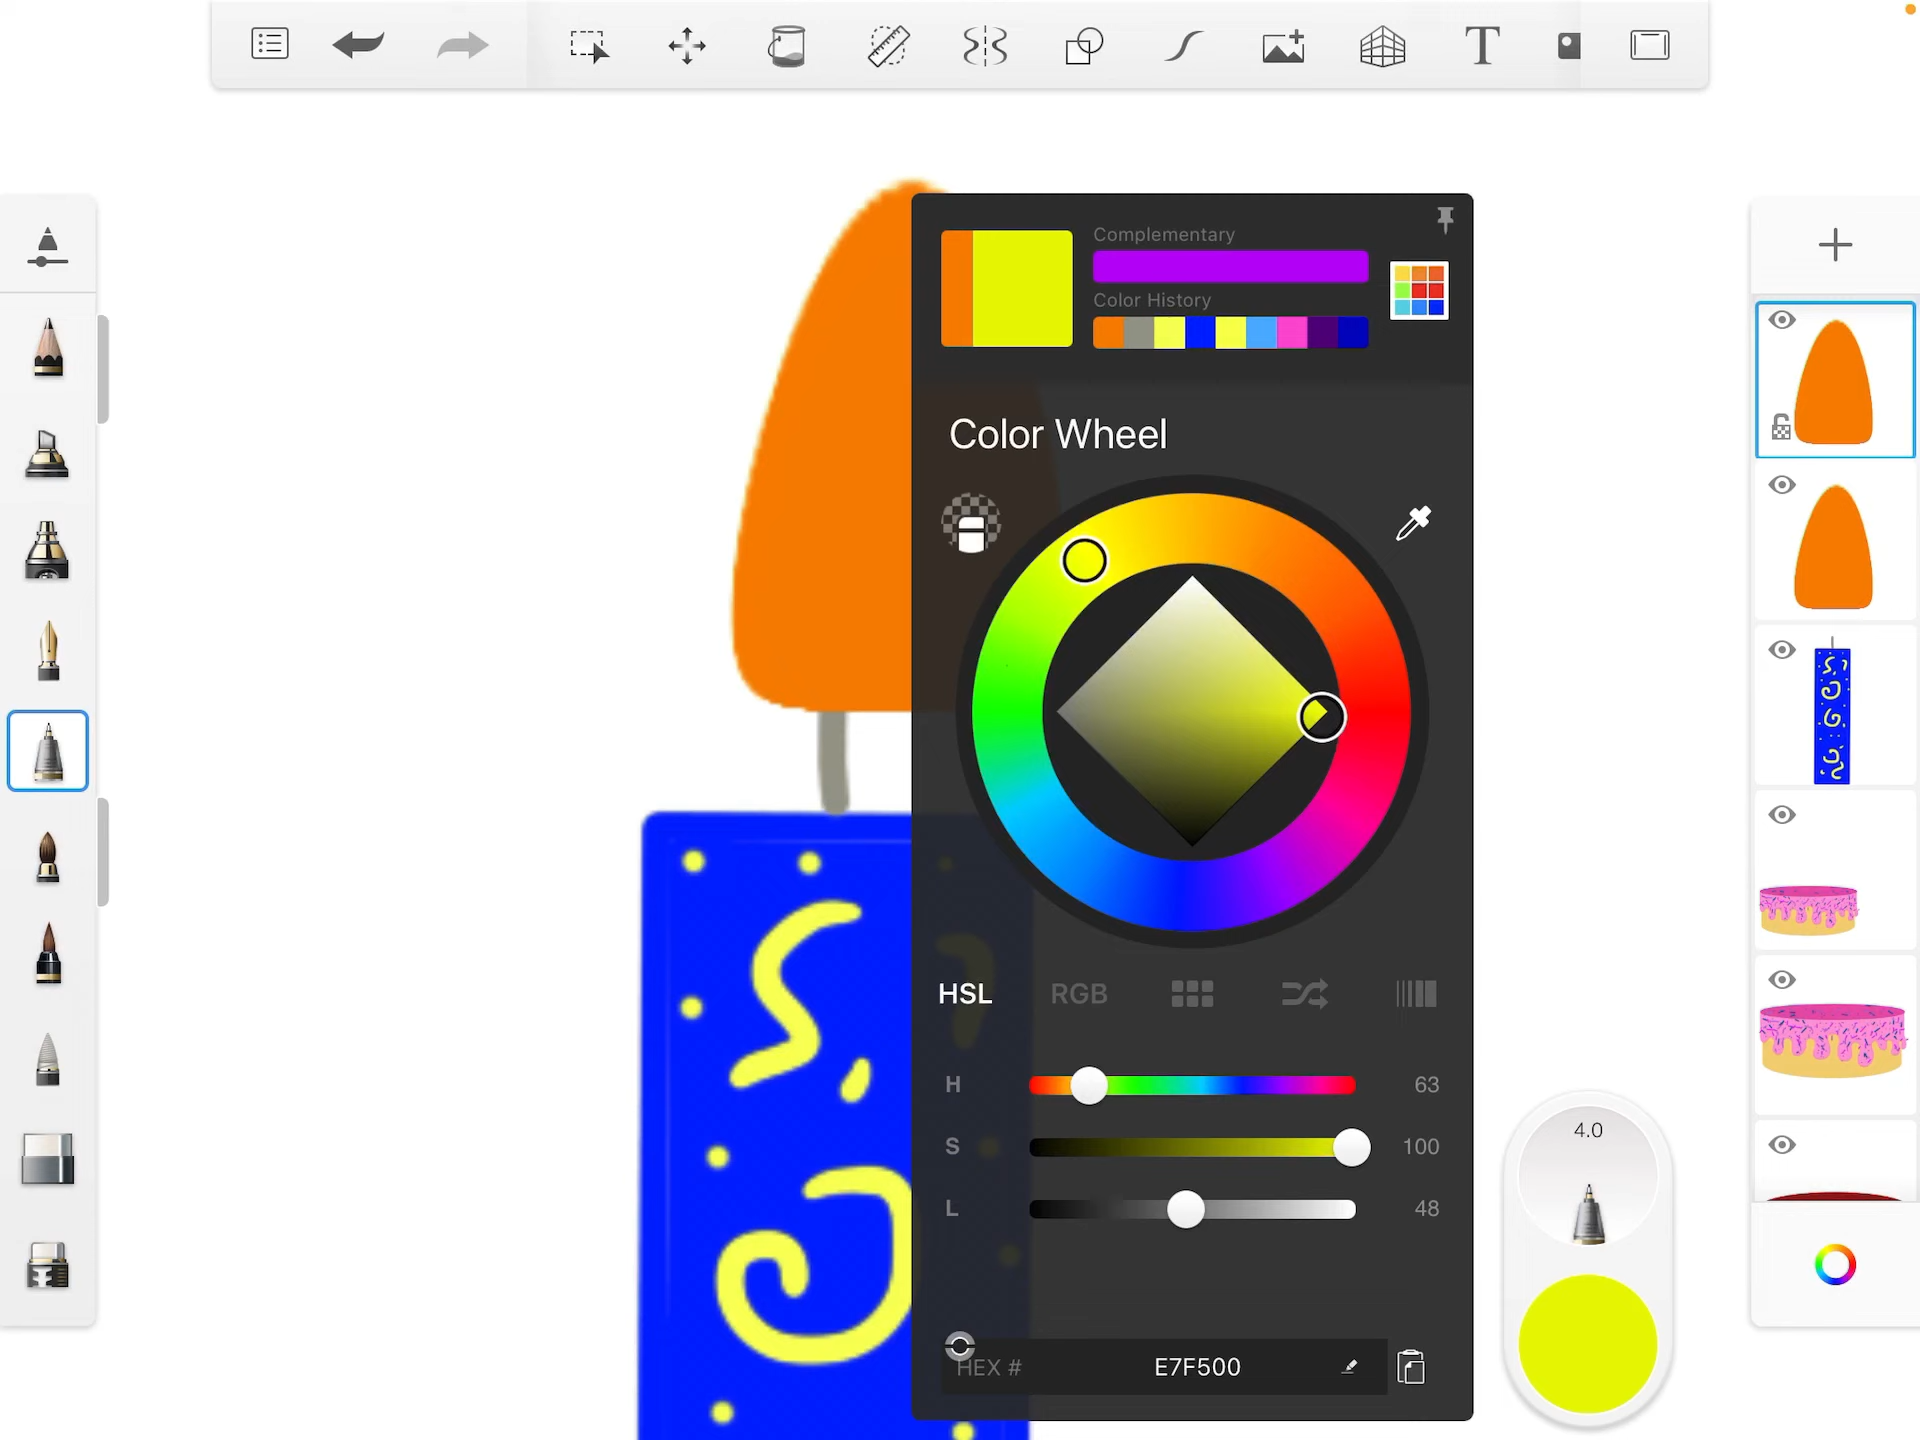 T
Complementary
Color History
Color Wheel
HSL RGB
H 63
S 100
L 48
HEX # E7F500
4.0